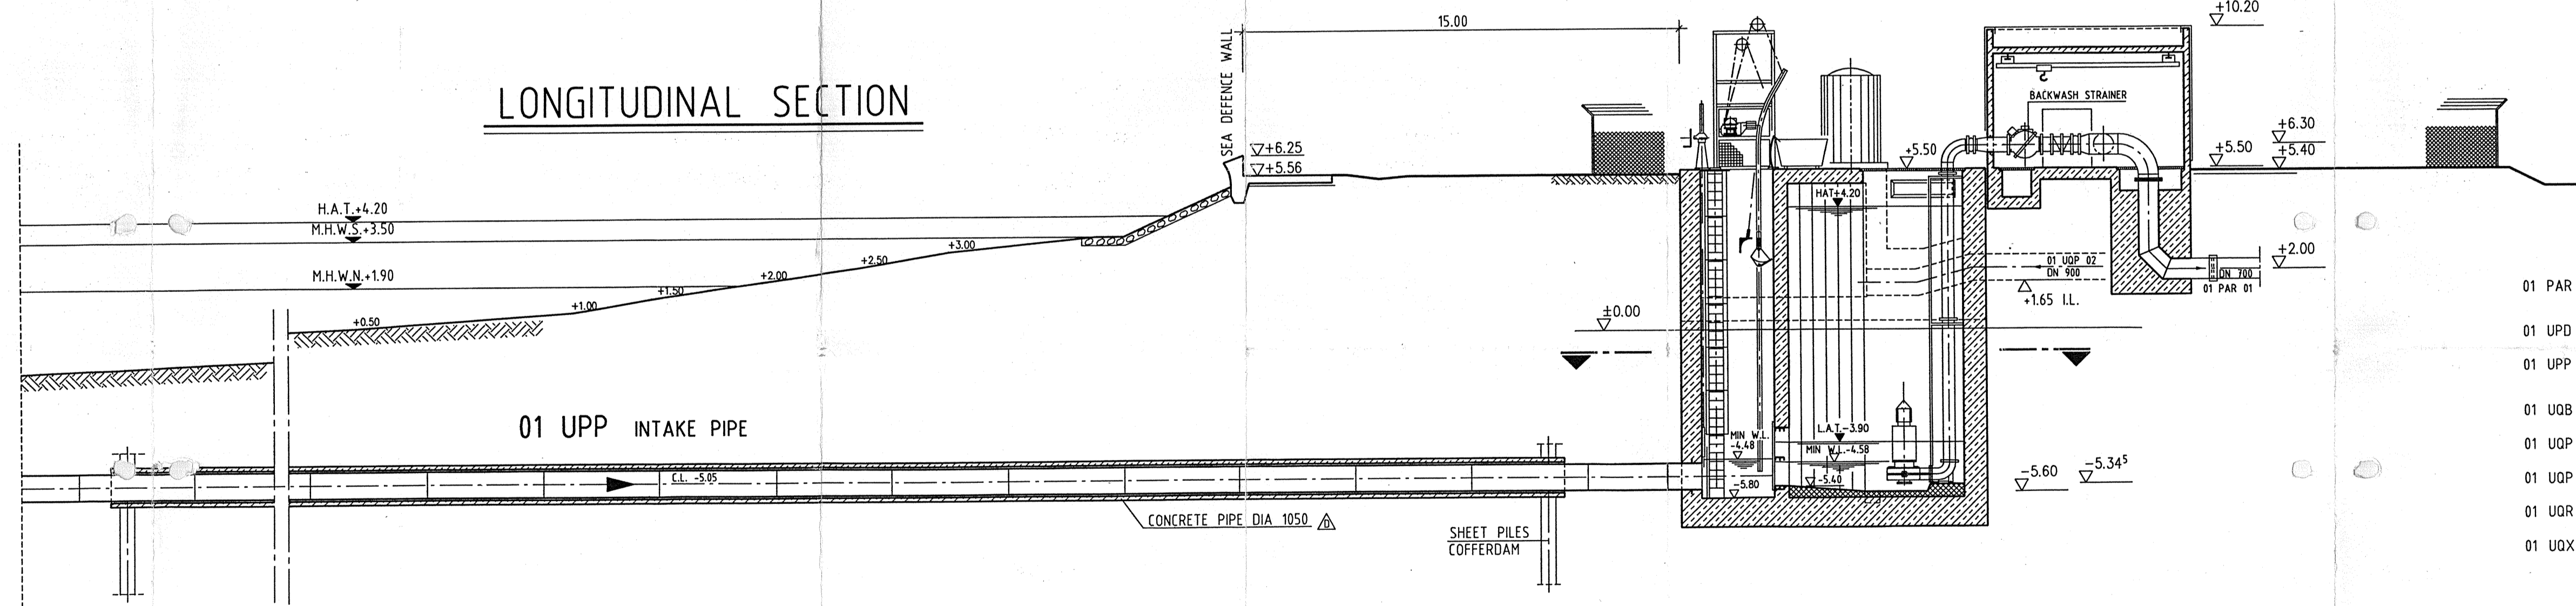 LONGITUDINAL SECTION
SEA DEFENCE WALL
15.00
+10.20
BACKWASH STRAINER
+6.25
+5.56
+5.50
+5.50
+6.30
+5.40
H.A.T.+4.20
M.H.W.S.+3.50
M.H.W.N.+1.90
+0.50
+1.00
+1.50
+2.00
+2.50
+3.00
HAT+4.20
01 UQP 02
DN 900
+1.65 I.L.
DN 700
01 PAR 01
+2.00
±0.00
01 UPP INTAKE PIPE
C.L. -5.05
CONCRETE PIPE DIA 1050 D
SHEET PILES
COFFERDAM
MIN W.L.
-4.48
L.A.T.-3.90
MIN W.L.-4.58
-5.80
-5.40
-5.60
-5.34⁵
01 PAR
01 UPD
01 UPP
01 UQB
01 UQP
01 UQP
01 UQR
01 UQX